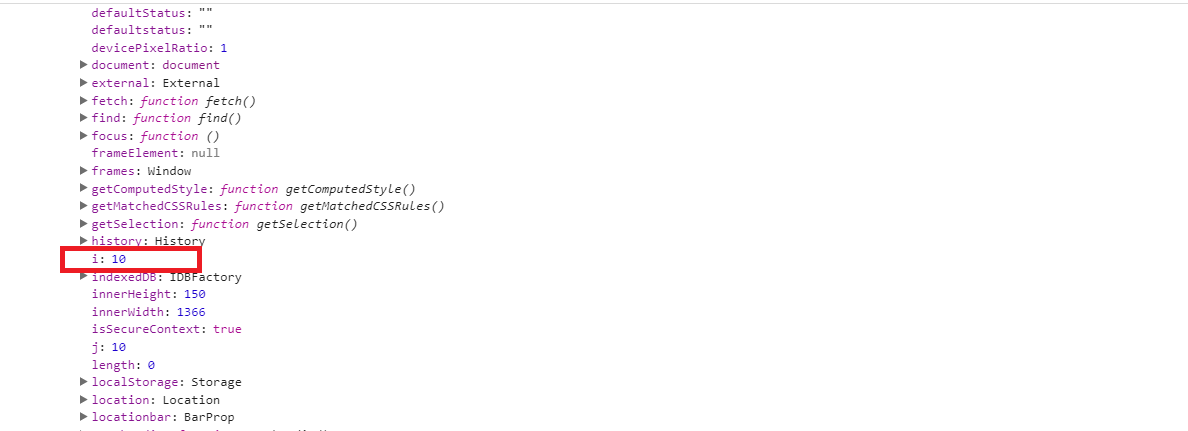 defaultStatus: ""
defaultstatus: ""
devicePixelRatio: 1
document: document
external: External
fetch: function fetch()
find: function find()
focus: function ()
frameElement: null
frames: Window
getComputedStyle: function getComputedStyle()
getMatchedCSSRules: function getMatchedCSSRules()
getSelection: function getSelection()
history: History
i: 10
indexedDB: IDBFactory
innerHeight: 150
innerWidth: 1366
isSecureContext: true
j: 10
length: 0
localStorage: Storage
location: Location
locationbar: BarProp